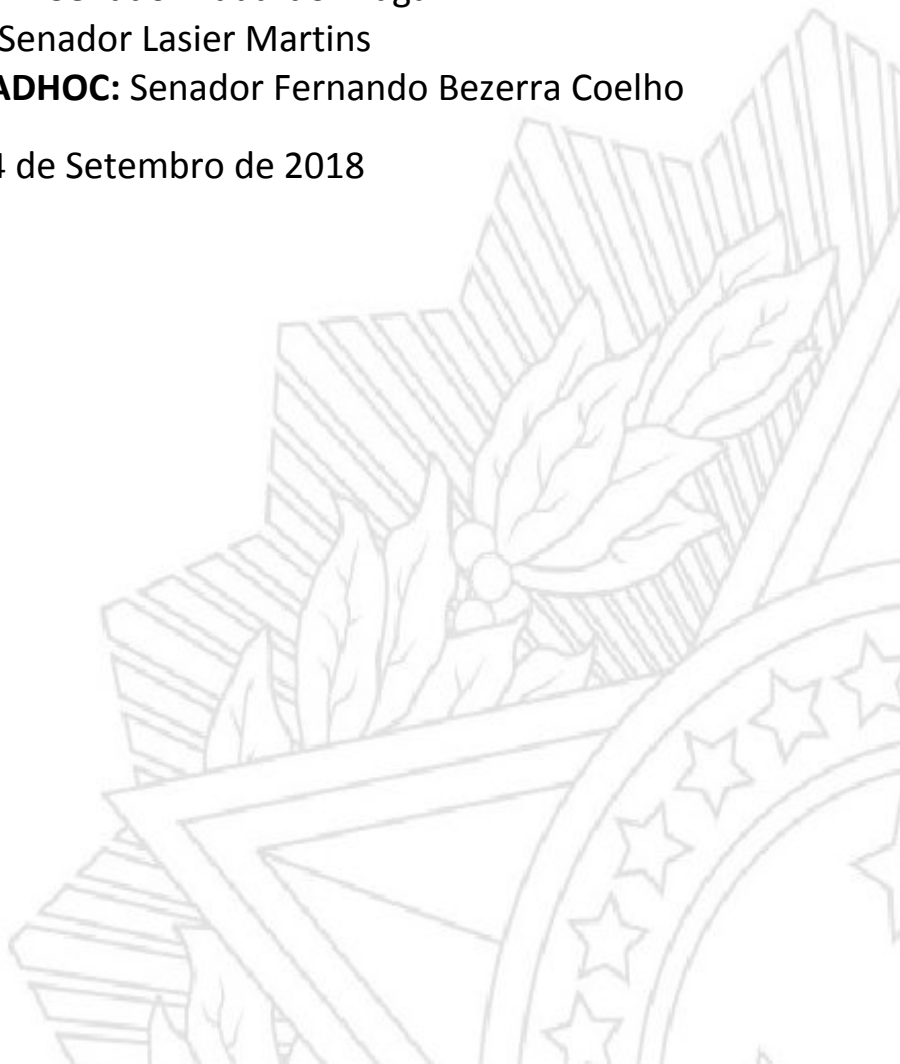 Senador Lasier Martins
ADHOC: Senador Fernando Bezerra Coelho
4 de Setembro de 2018